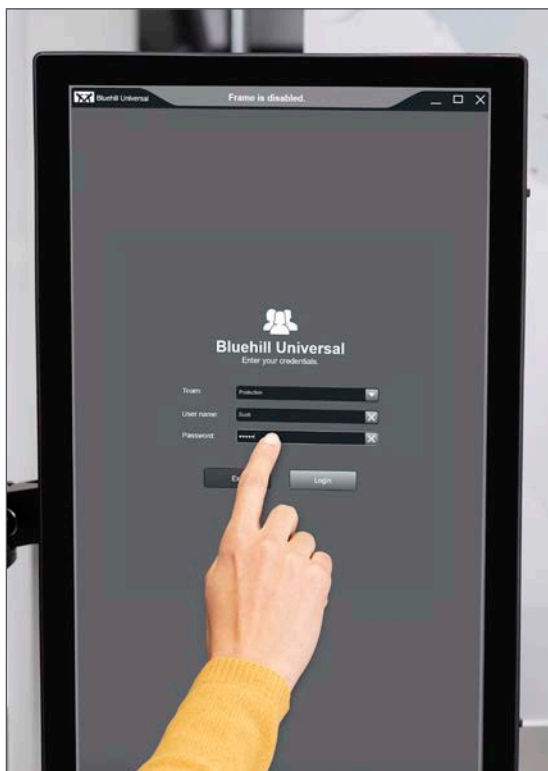 Bluehill Universal Frame is disabled.
Bluehill Universal
Enter your credentials.
Team: Production
User name: Scott
Password: •••••
Login